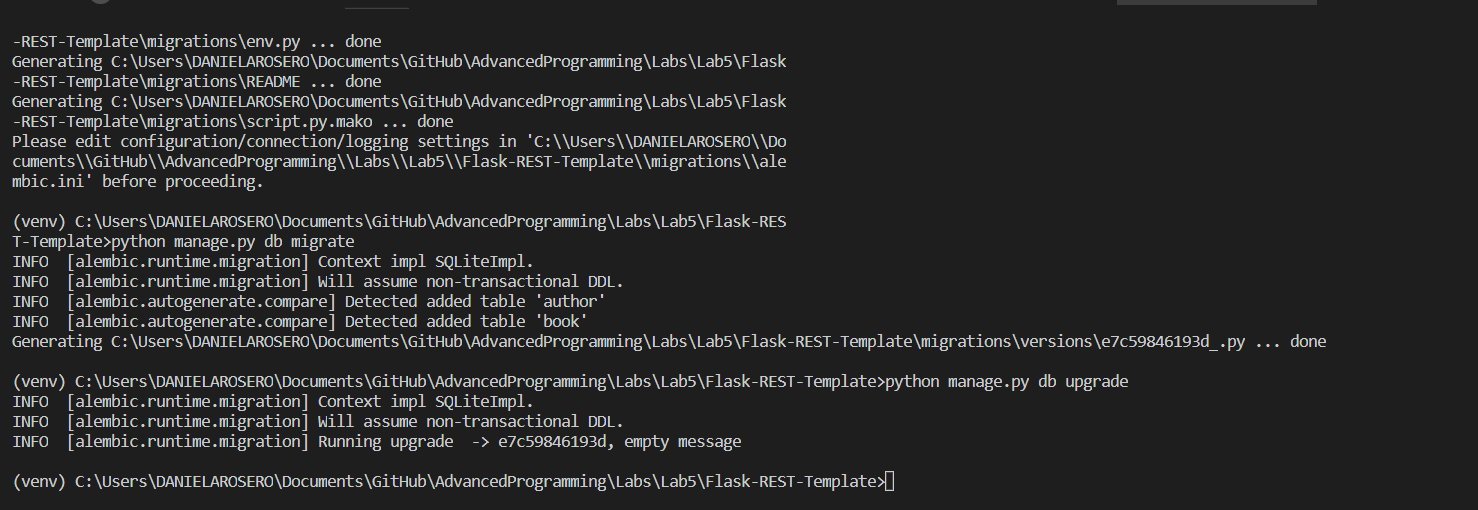 -REST-Template\migrations\env.py ... done
Generating C:\Users\DANIELAROSERO\Documents\GitHub\AdvancedProgramming\Labs\Lab5\Flask
-REST-Template\migrations\README ... done
Generating C:\Users\DANIELAROSERO\Documents\GitHub\AdvancedProgramming\Labs\Lab5\Flask
-REST-Template\migrations\script.py.mako ... done
Please edit configuration/connection/logging settings in 'C:\\Users\\DANIELAROSERO\\Do
cuments\\GitHub\\AdvancedProgramming\\Labs\\Lab5\\Flask-REST-Template\\migrations\\ale
mbic.ini' before proceeding.
(venv) C:\Users\DANIELAROSERO\Documents\GitHub\AdvancedProgramming\Labs\Lab5\Flask-RES
T-Template>python manage.py db migrate
INFO  [alembic.runtime.migration] Context impl SQLiteImpl.
INFO  [alembic.runtime.migration] Will assume non-transactional DDL.
INFO  [alembic.autogenerate.compare] Detected added table 'author'
INFO  [alembic.autogenerate.compare] Detected added table 'book'
Generating C:\Users\DANIELAROSERO\Documents\GitHub\AdvancedProgramming\Labs\Lab5\Flask-REST-Template\migrations\versions\e7c59846193d_.py ... done
(venv) C:\Users\DANIELAROSERO\Documents\GitHub\AdvancedProgramming\Labs\Lab5\Flask-REST-Template>python manage.py db upgrade
INFO  [alembic.runtime.migration] Context impl SQLiteImpl.
INFO  [alembic.runtime.migration] Will assume non-transactional DDL.
INFO  [alembic.runtime.migration] Running upgrade  -> e7c59846193d, empty message
(venv) C:\Users\DANIELAROSERO\Documents\GitHub\AdvancedProgramming\Labs\Lab5\Flask-REST-Template>